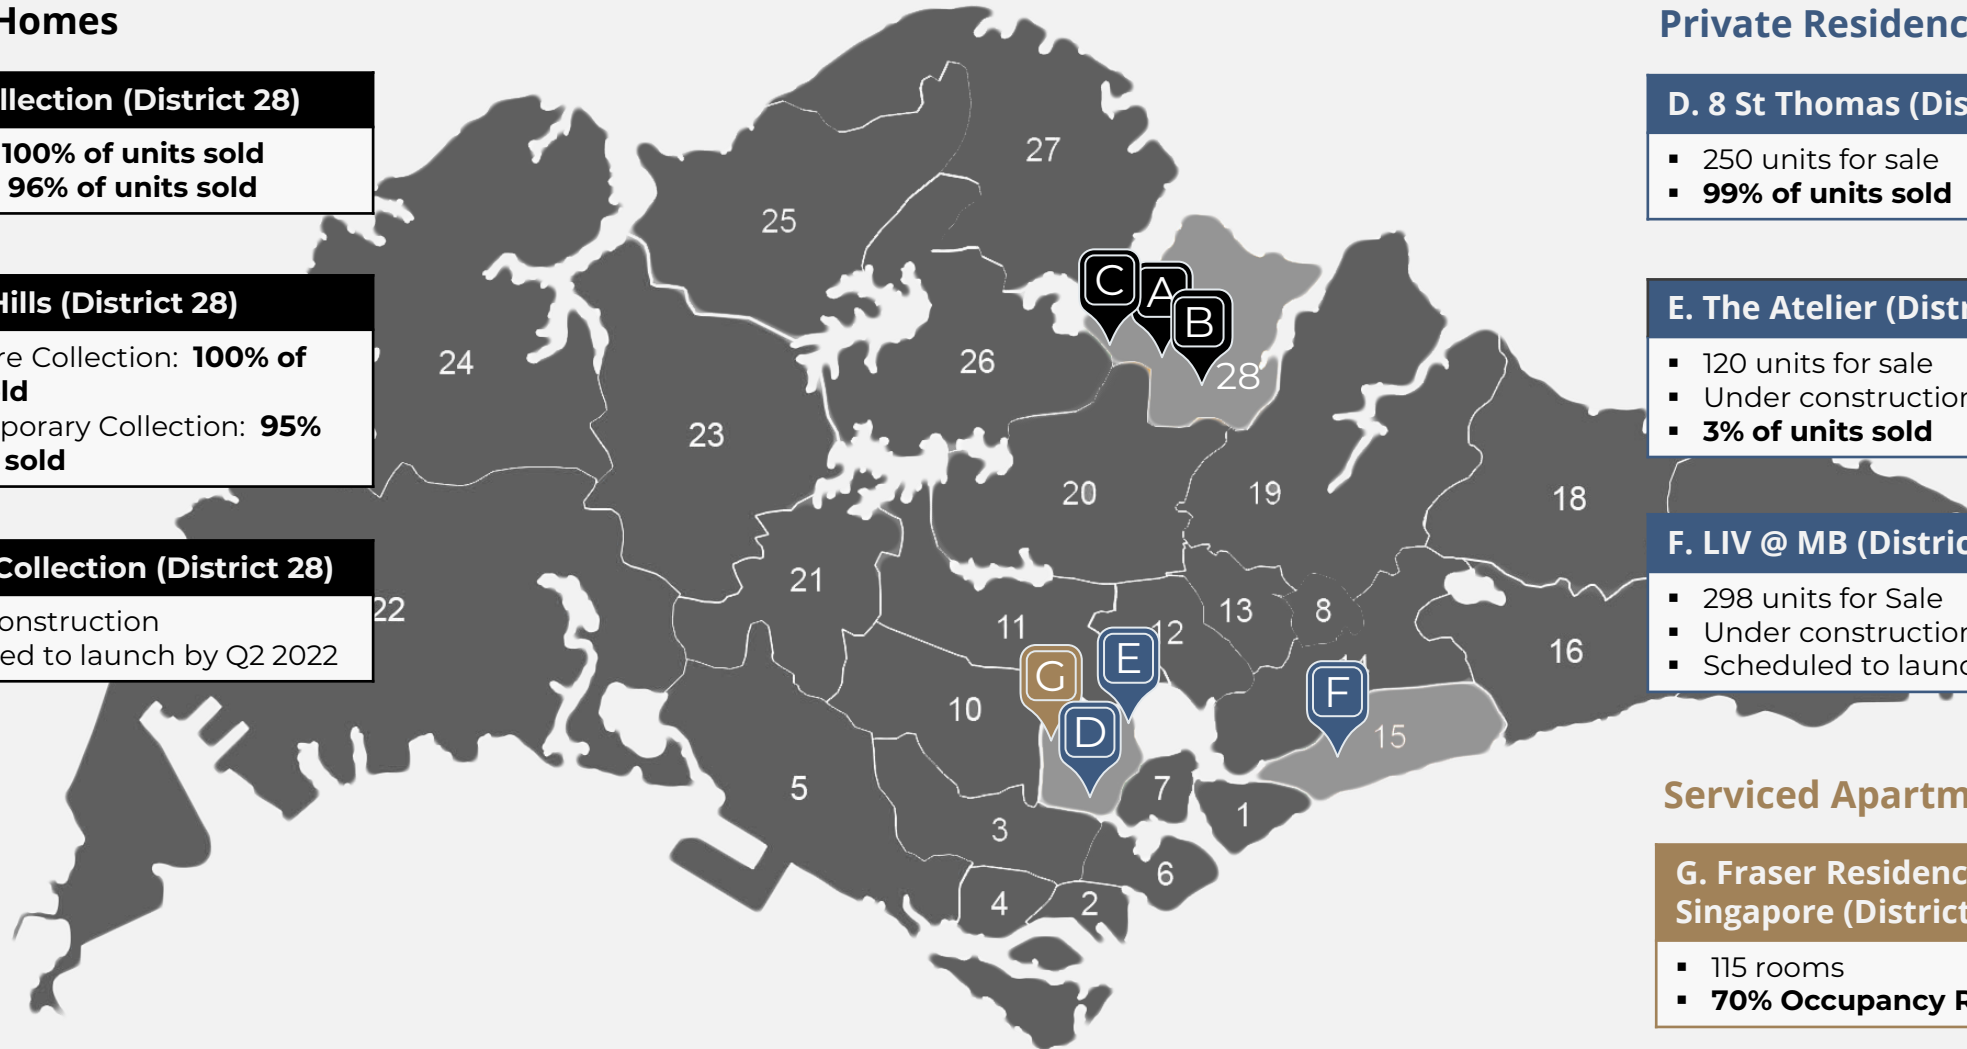 Homes
llection (District 28)
100% of units sold
96% of units sold
Hills (District 28)
re Collection: 100% of
ld
porary Collection: 95%
sold
Collection (District 28)
onstruction
ed to launch by Q2 2022
27
25
24
26
28
23
20
19
18
21
22
11
12
13
8
16
10
15
5
7
1
3
6
4
2
C
A
B
G
E
D
F
Private Residenc
D. 8 St Thomas (Dis
▪ 250 units for sale
▪ 99% of units sold
E. The Atelier (Distr
▪ 120 units for sale
▪ Under construction
▪ 3% of units sold
F. LIV @ MB (Distric
▪ 298 units for Sale
▪ Under construction
▪ Scheduled to launc
Serviced Apartm
G. Fraser Residenc
Singapore (District
▪ 115 rooms
▪ 70% Occupancy R